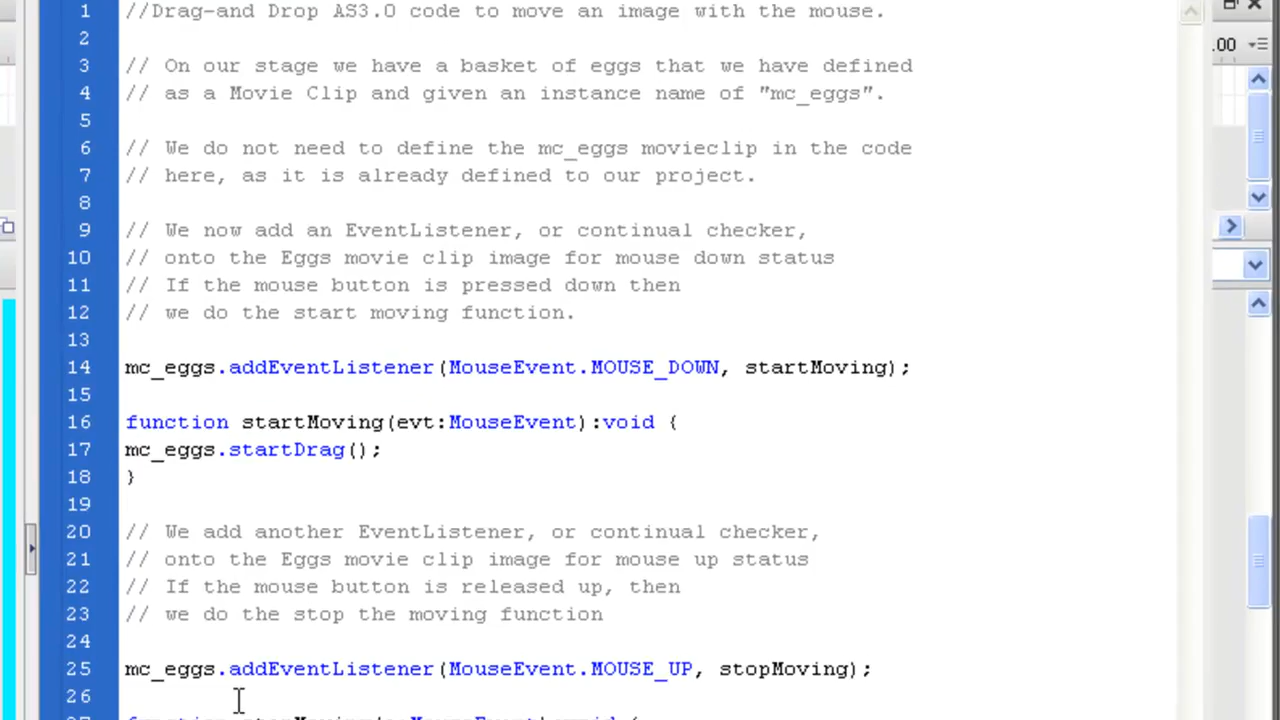 1 //Drag-and Drop AS3.0 code to move an image with the mouse.
2
3 // On our stage we have a basket of eggs that we have defined
4 // as a Movie Clip and given an instance name of "mc_eggs".
5
6 // We do not need to define the mc_eggs movieclip in the code
7 // here, as it is already defined to our project.
8
9 // We now add an EventListener, or continual checker,
10 // onto the Eggs movie clip image for mouse down status
11 // If the mouse button is pressed down then
12 // we do the start moving function.
13
14 mc_eggs.addEventListener(MouseEvent.MOUSE_DOWN, startMoving);
15
16 function startMoving(evt:MouseEvent):void {
17 mc_eggs.startDrag();
18 }
19
20 // We add another EventListener, or continual checker,
21 // onto the Eggs movie clip image for mouse up status
22 // If the mouse button is released up, then
23 // we do the stop the moving function
24
25 mc_eggs.addEventListener(MouseEvent.MOUSE_UP, stopMoving);
26
.00